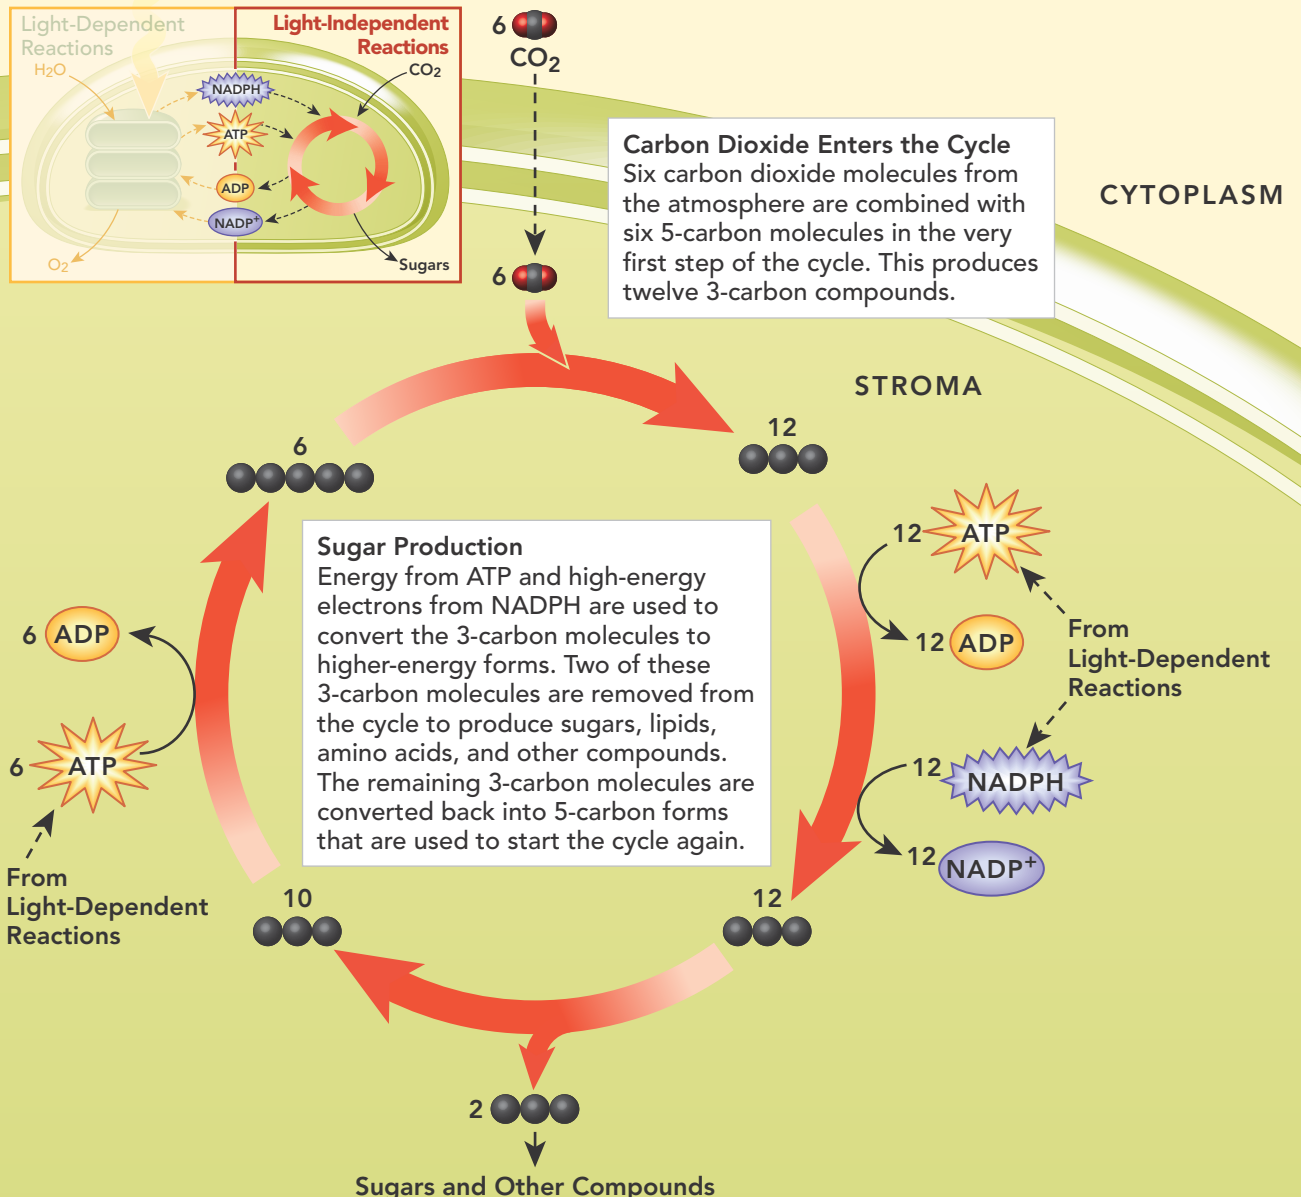 Light-Dependent
Reactions
Light-Independent
Reactions
H₂O
CO₂
NADPH
ATP
ADP
NADP⁺
O₂
Sugars
6
CO₂
6
Carbon Dioxide Enters the Cycle
Six carbon dioxide molecules from
the atmosphere are combined with
six 5-carbon molecules in the very
first step of the cycle. This produces
twelve 3-carbon compounds.
CYTOPLASM
STROMA
12
6
12 ATP
12 ADP
From
Light-Dependent
Reactions
12 NADPH
12 NADP⁺
Sugar Production
Energy from ATP and high-energy
electrons from NADPH are used to
convert the 3-carbon molecules to
higher-energy forms. Two of these
3-carbon molecules are removed from
the cycle to produce sugars, lipids,
amino acids, and other compounds.
The remaining 3-carbon molecules are
converted back into 5-carbon forms
that are used to start the cycle again.
6 ADP
6 ATP
From
Light-Dependent
Reactions
10
12
2
Sugars and Other Compounds